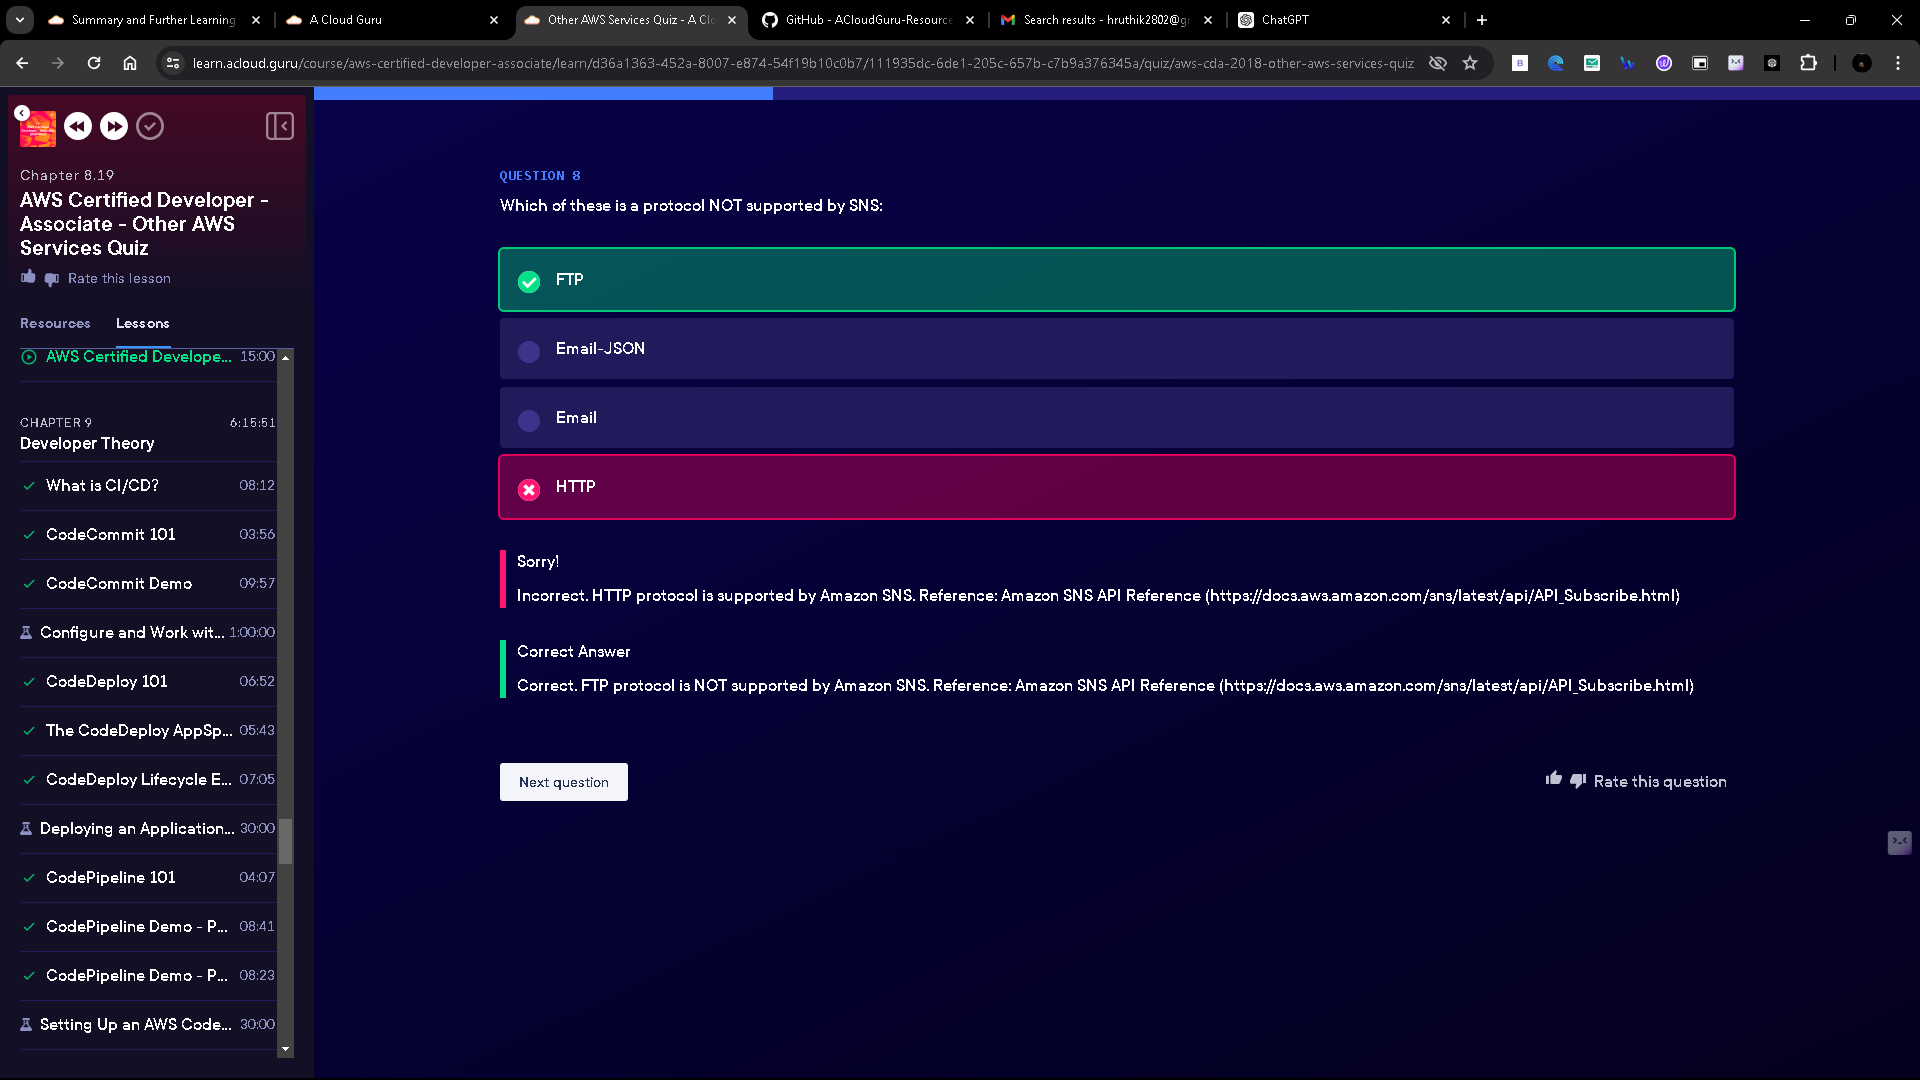 Summary and Further Learning
A Cloud Guru
Other AWS Services Quiz - A Clo
GitHub - ACloudGuru-Resource
Search results - hruthik2802@gr
ChatGPT
learn.acloud.guru/course/aws-certified-developer-associate/learn/d36a1363-452a-8007-e874-54f19b10c0b7/111935dc-6de1-205c-657b-c7b9a376345a/quiz/aws-cda-2018-other-aws-services-quiz
Chapter 8.19
AWS Certified Developer -
Associate - Other AWS
Services Quiz
Rate this lesson
Resources
Lessons
AWS Certified Develope... 15:00
CHAPTER 9 6:15:51
Developer Theory
What is CI/CD? 08:12
CodeCommit 101 03:56
CodeCommit Demo 09:57
Configure and Work wit... 1:00:00
CodeDeploy 101 06:52
The CodeDeploy AppSp... 05:43
CodeDeploy Lifecycle E... 07:05
Deploying an Application... 30:00
CodePipeline 101 04:07
CodePipeline Demo - P... 08:41
CodePipeline Demo - P... 08:23
Setting Up an AWS Code... 30:00
QUESTION 8
Which of these is a protocol NOT supported by SNS:
FTP
Email-JSON
Email
HTTP
Sorry!
Incorrect. HTTP protocol is supported by Amazon SNS. Reference: Amazon SNS API Reference (https://docs.aws.amazon.com/sns/latest/api/API_Subscribe.html)
Correct Answer
Correct. FTP protocol is NOT supported by Amazon SNS. Reference: Amazon SNS API Reference (https://docs.aws.amazon.com/sns/latest/api/API_Subscribe.html)
Next question
Rate this question